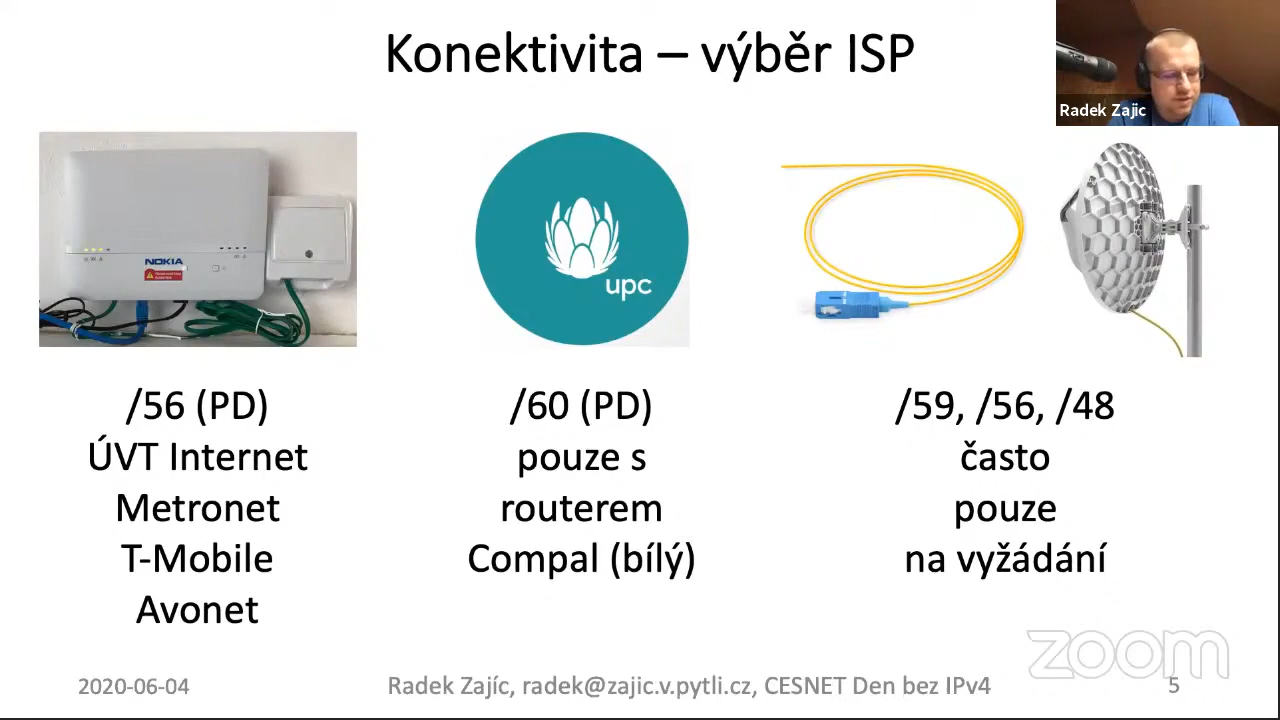 Konektivita – výběr ISP
Radek Zajic
NOKIA
upc
/56 (PD)
ÚVT Internet
Metronet
T-Mobile
Avonet
/60 (PD)
pouze s
routerem
Compal (bílý)
/59, /56, /48
často
pouze
na vyžádání
zoom
2020-06-04
Radek Zajíc, radek@zajic.v.pytli.cz, CESNET Den bez IPv4
5